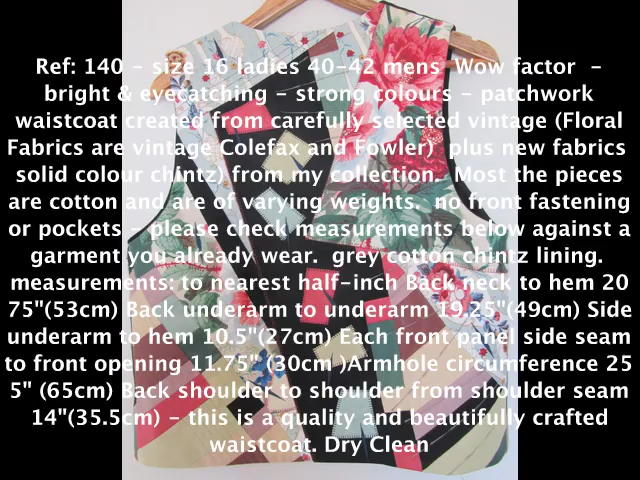 Ref: 140 - size 16 ladies 40-42 mens  Wow factor  -
bright & eyecatching - strong colours - patchwork
waistcoat created from carefully selected vintage (Floral
Fabrics are vintage Colefax and Fowler)  plus new fabrics
solid colour chintz) from my collection.  Most the pieces
are cotton and are of varying weights.  no front fastening
or pockets - please check measurements below against a
garment you already wear.  grey cotton chintz lining.
measurements: to nearest half-inch Back neck to hem 20
75"(53cm) Back underarm to underarm 19.25"(49cm) Side
underarm to hem 10.5"(27cm) Each front panel side seam
to front opening 11.75" (30cm )Armhole circumference 25
5" (65cm) Back shoulder to shoulder from shoulder seam
14"(35.5cm) - this is a quality and beautifully crafted
waistcoat. Dry Clean